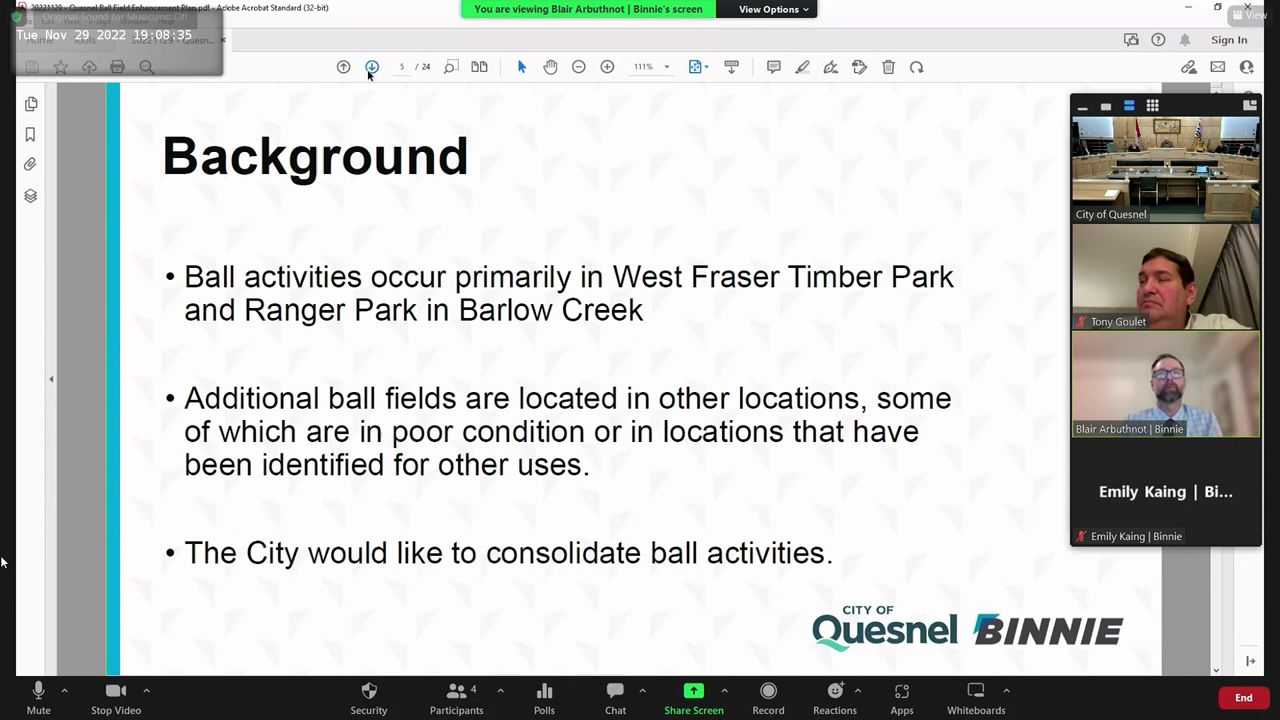 20221129 - Quesnel Ball Field Enhancement Plan.pdf - Adobe Acrobat Standard (32-bit)
Original Sound for Musicians: Off
Tue Nov 29 2022 19:08:35
You are viewing Blair Arbuthnot | Binnie's screen
View Options
View
Home
Tools
20221129 - Quesn...
Sign In
5 / 24
111%
Background
• Ball activities occur primarily in West Fraser Timber Park
and Ranger Park in Barlow Creek
• Additional ball fields are located in other locations, some
of which are in poor condition or in locations that have
been identified for other uses.
• The City would like to consolidate ball activities.
CITY OF
Quesnel
BINNIE
City of Quesnel
Tony Goulet
Blair Arbuthnot | Binnie
Emily Kaing | Bi...
Emily Kaing | Binnie
Mute
Stop Video
Security
4
Participants
Polls
Chat
Share Screen
Record
Reactions
Apps
Whiteboards
End